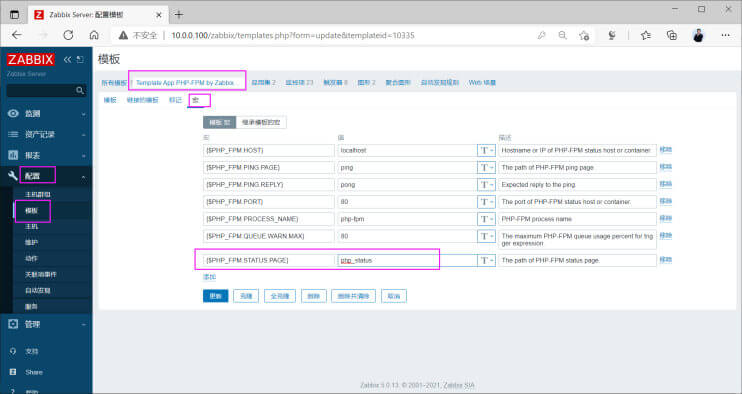 Zabbix Server: 配置模板
不安全 | 10.0.0.100/zabbix/templates.php?form=update&templateid=10335
ZABBIX
Zabbix Server
监测
资产记录
报表
配置
主机群组
模板
主机
维护
动作
关联项事件
自动发现
服务
管理
支持
Share
帮助
模板
所有模板 / Template App PHP-FPM by Zabbix 应用集 2 监控项 23 触发器 8 图形 2 聚合图形 自动发现规则 Web 场景
模板 链接的模板 标记 宏
模板 宏 继承模板的宏
宏 值 描述
{$PHP_FPM.HOST} localhost T Hostname or IP of PHP-FPM status host or container. 移除
{$PHP_FPM.PING.PAGE} ping T The path of PHP-FPM ping page. 移除
{$PHP_FPM.PING.REPLY} pong T Expected reply to the ping. 移除
{$PHP_FPM.PORT} 80 T The port of PHP-FPM status host or container. 移除
{$PHP_FPM.PROCESS_NAME} php-fpm T PHP-FPM process name 移除
{$PHP_FPM.QUEUE.WARN.MAX} 80 T The maximum PHP-FPM queue usage percent for trig 移除
ger expression
{$PHP_FPM.STATUS.PAGE} php_status T The path of PHP-FPM status page. 移除
添加
更新 克隆 全克隆 删除 删除并清除 取消
Zabbix 5.0.13. © 2001–2021, Zabbix SIA